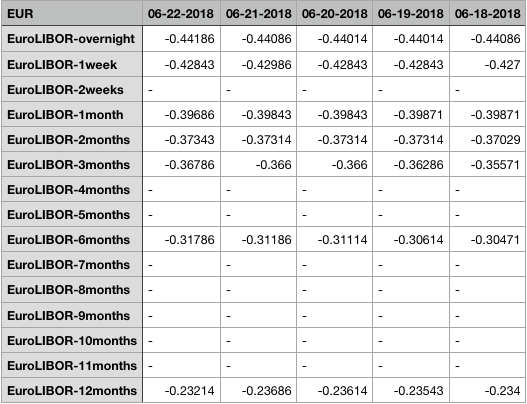 EUR 06-22-2018 06-21-2018 06-20-2018 06-19-2018 06-18-2018
EuroLIBOR-overnight -0.44186 -0.44086 -0.44014 -0.44014 -0.44086
EuroLIBOR-1week -0.42843 -0.42986 -0.42843 -0.42843 -0.427
EuroLIBOR-2weeks - - - - -
EuroLIBOR-1month -0.39686 -0.39843 -0.39843 -0.39871 -0.39871
EuroLIBOR-2months -0.37343 -0.37314 -0.37314 -0.37314 -0.37029
EuroLIBOR-3months -0.36786 -0.366 -0.366 -0.36286 -0.35571
EuroLIBOR-4months - - - - -
EuroLIBOR-5months - - - - -
EuroLIBOR-6months -0.31786 -0.31186 -0.31114 -0.30614 -0.30471
EuroLIBOR-7months - - - - -
EuroLIBOR-8months - - - - -
EuroLIBOR-9months - - - - -
EuroLIBOR-10months - - - - -
EuroLIBOR-11months - - - - -
EuroLIBOR-12months -0.23214 -0.23686 -0.23614 -0.23543 -0.234